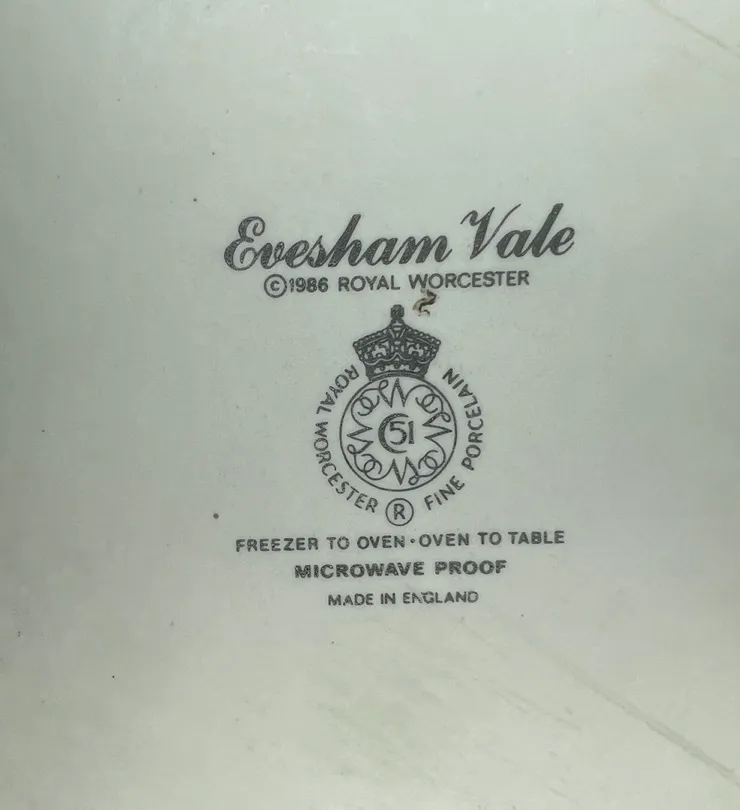 Evesham Vale
©1986 ROYAL WORCESTER
ROYAL WORCESTER
FINE PORCELAIN
51
®
FREEZER TO OVEN·OVEN TO TABLE
MICROWAVE PROOF
MADE IN ENGLAND